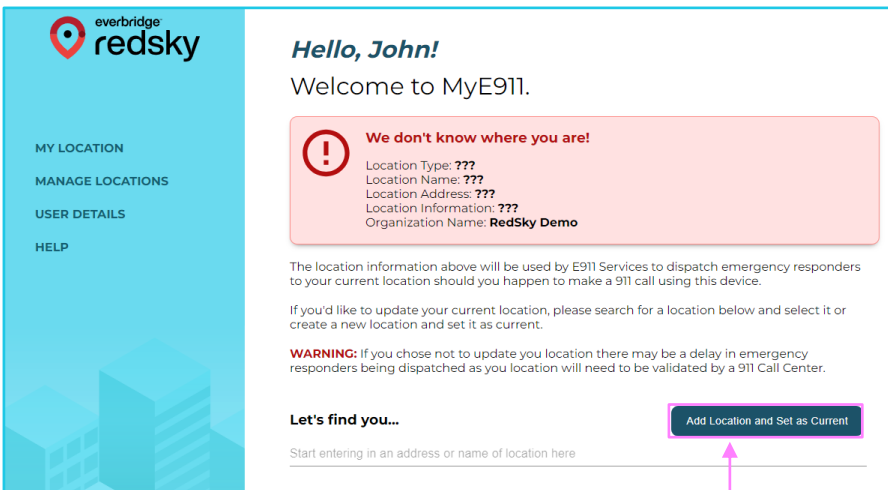 everbridge
redsky
MY LOCATION
MANAGE LOCATIONS
USER DETAILS
HELP
Hello, John!
Welcome to MyE911.
We don't know where you are!
Location Type: ???
Location Name: ???
Location Address: ???
Location Information: ???
Organization Name: RedSky Demo
The location information above will be used by E911 Services to dispatch emergency responders
to your current location should you happen to make a 911 call using this device.
If you'd like to update your current location, please search for a location below and select it or
create a new location and set it as current.
WARNING: If you chose not to update you location there may be a delay in emergency
responders being dispatched as you location will need to be validated by a 911 Call Center.
Let's find you...
Add Location and Set as Current
Start entering in an address or name of location here